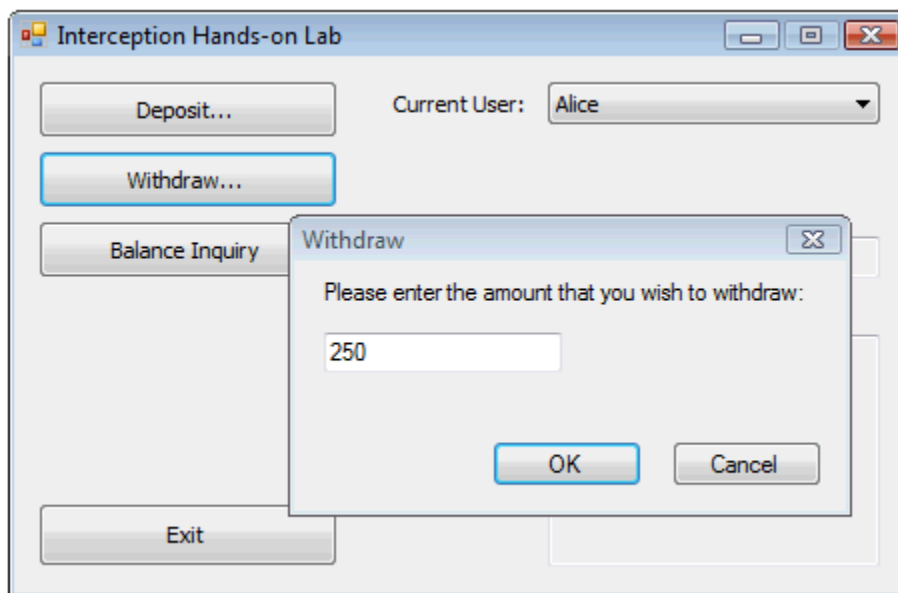 Interception Hands-on Lab
Deposit...
Current User:
Alice
Withdraw...
Balance Inquiry
Withdraw
Please enter the amount that you wish to withdraw:
250
OK
Cancel
Exit